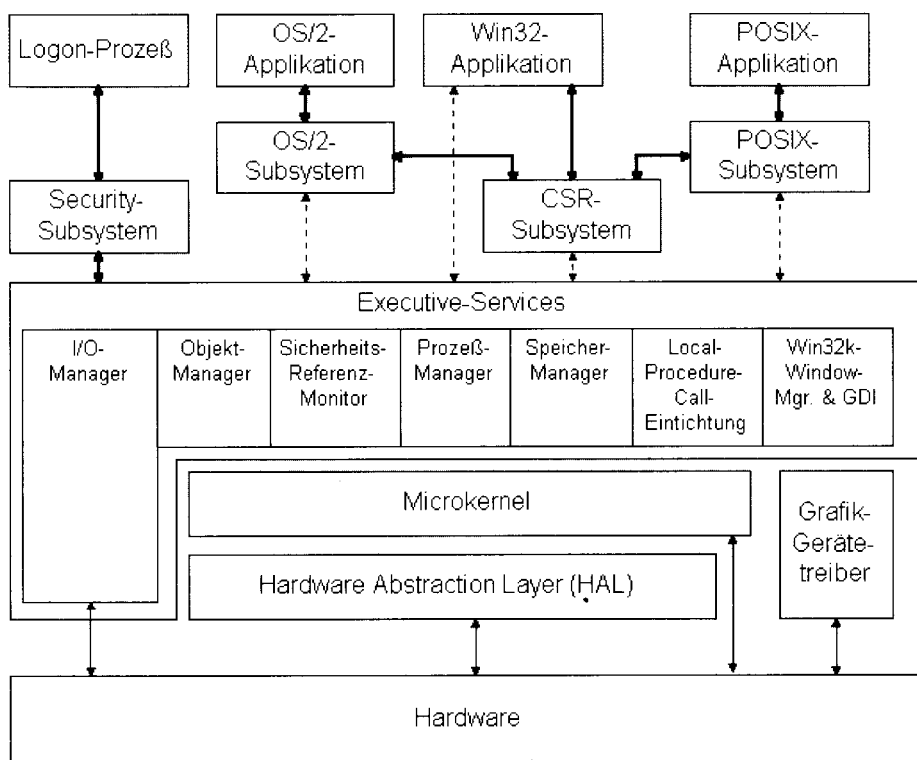 Logon-Prozeß
OS/2-
Applikation
Win32-
Applikation
POSIX-
Applikation
OS/2-
Subsystem
POSIX-
Subsystem
Security-
Subsystem
CSR-
Subsystem
Executive-Services
I/O-
Manager
Objekt-
Manager
Sicherheits-
Referenz-
Monitor
Prozeß-
Manager
Speicher-
Manager
Local-
Procedure-
Call-
Eintichtung
Win32k-
Window-
Mgr. & GDI
Microkernel
Grafik-
Geräte-
treiber
Hardware Abstraction Layer (HAL)
Hardware